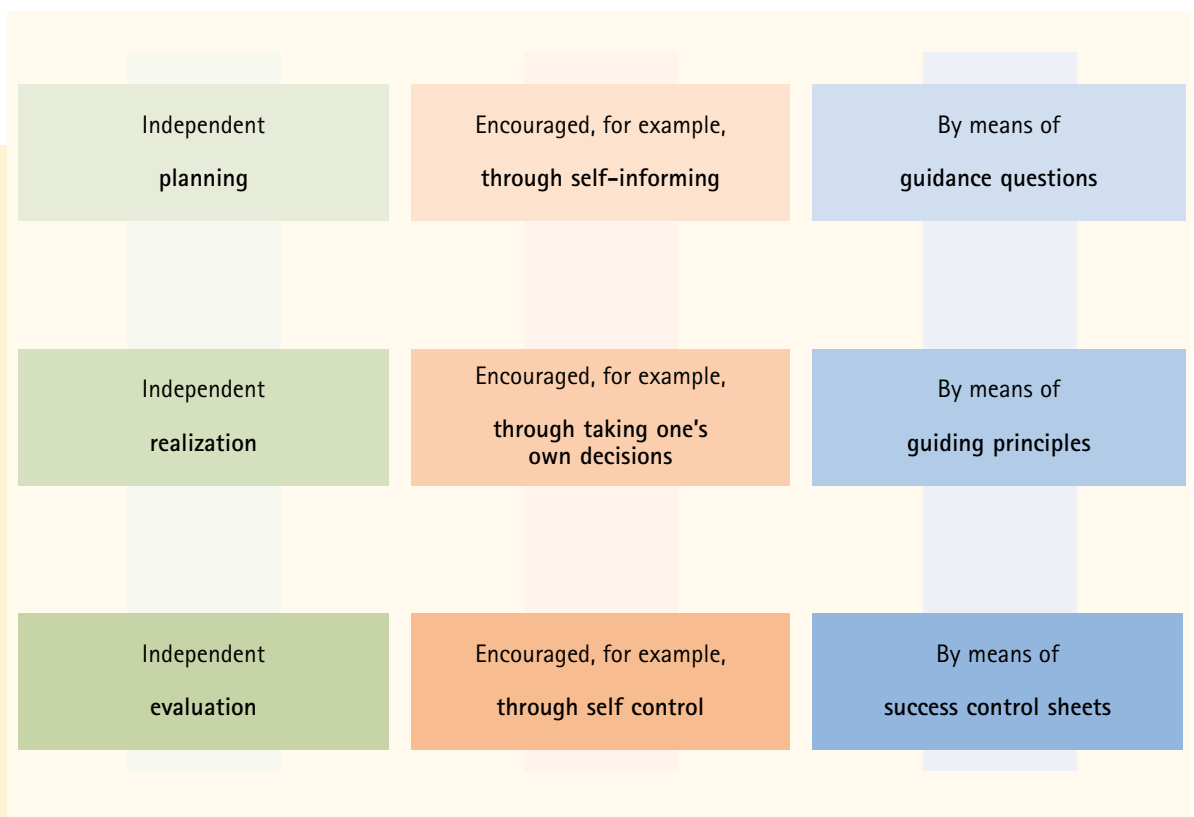 Independent
planning
Encouraged, for example,
through self-informing
By means of
guidance questions
Independent
realization
Encouraged, for example,
through taking one's
own decisions
By means of
guiding principles
Independent
evaluation
Encouraged, for example,
through self control
By means of
success control sheets